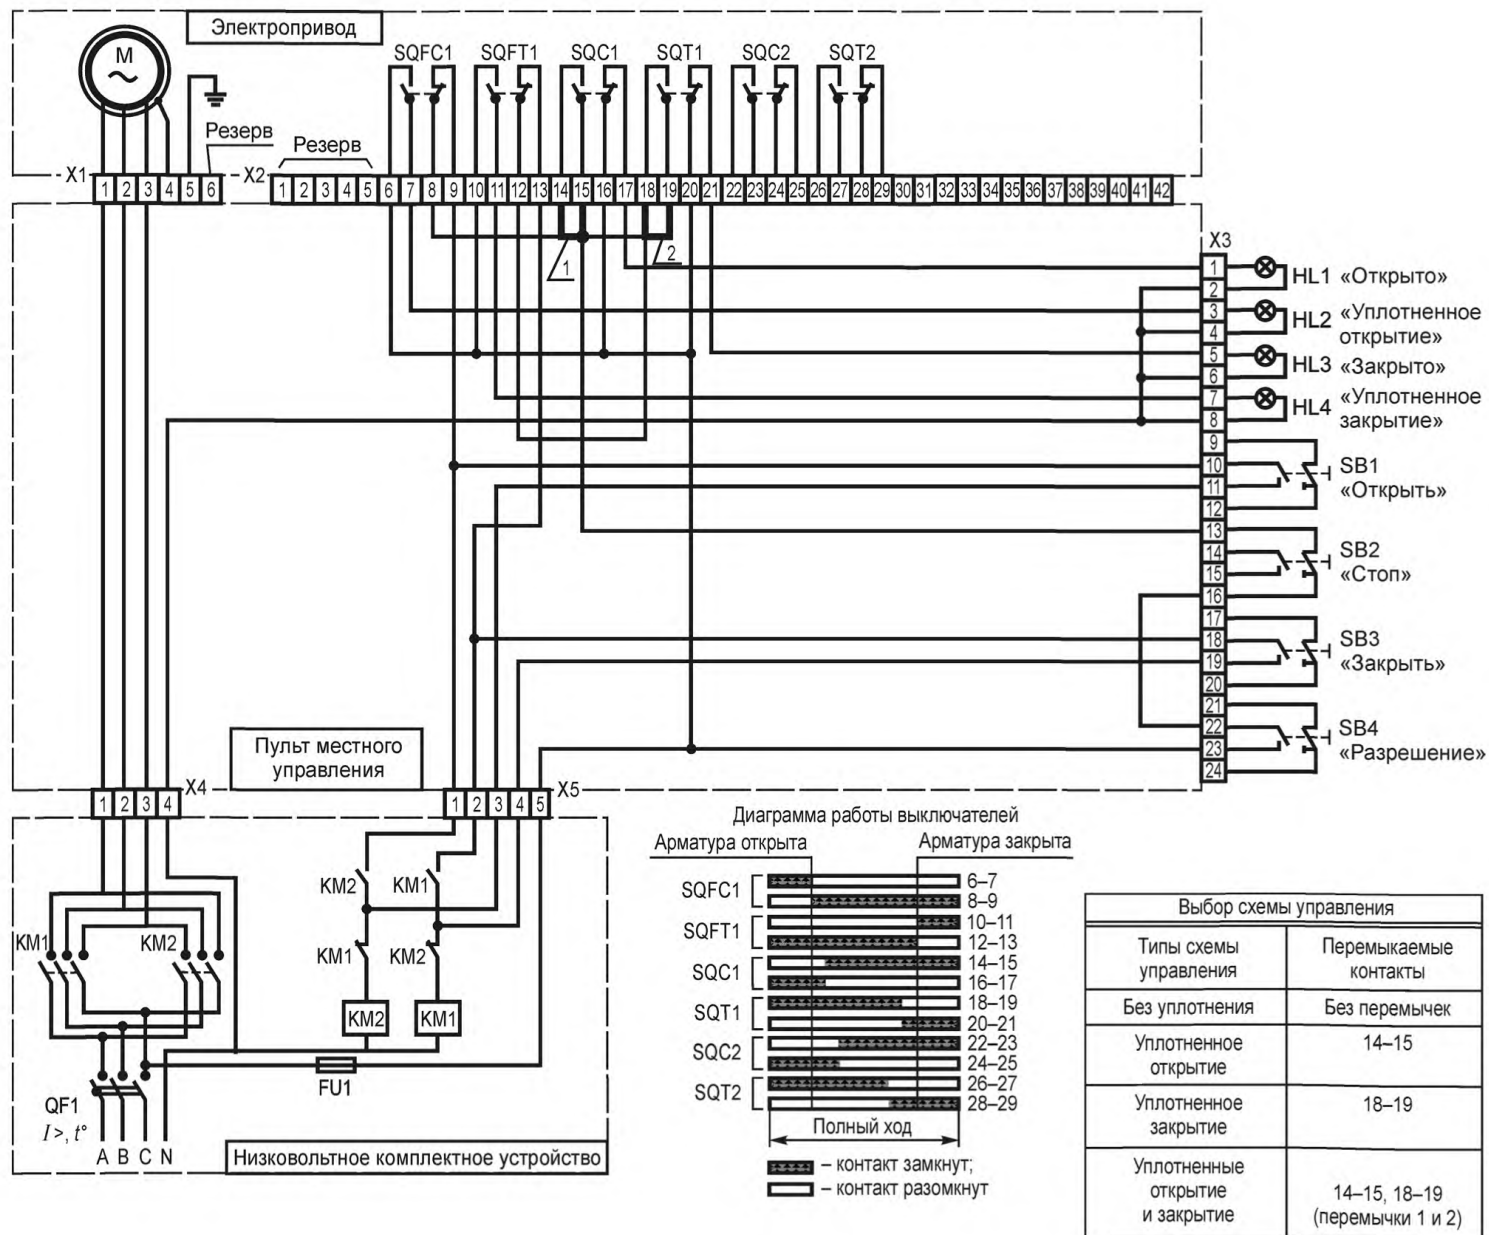 Электропривод
M
SQFC1 SQFT1 SQC1 SQT1 SQC2 SQT2
Резерв
Резерв
X1
1 2 3 4 5 6
X2
1 2 3 4 5 6 7 8 9 10 11 12 13 14 15 16 17 18 19 20 21 22 23 24 25 26 27 28 29 30 31 32 33 34 35 36 37 38 39 40 41 42
1
2
X3
1
2
3
4
5
6
7
8
9
10
11
12
13
14
15
16
17
18
19
20
21
22
23
24
HL1 «Открыто»
HL2 «Уплотненное
открытие»
HL3 «Закрыто»
HL4 «Уплотненное
закрытие»
SB1
«Открыть»
SB2
«Стоп»
SB3
«Закрыть»
SB4
«Разрешение»
Пульт местного
управления
1 2 3 4
X4
1 2 3 4 5
X5
KM2 KM1
KM1 KM2
KM1 KM2
KM2 KM1
FU1
QF1
I >, t°
A B C N
Низковольтное комплектное устройство
Диаграмма работы выключателей
Арматура открыта Арматура закрыта
SQFC1
6–7
8–9
SQFT1
10–11
12–13
SQC1
14–15
16–17
SQT1
18–19
20–21
SQC2
22–23
24–25
SQT2
26–27
28–29
Полный ход
– контакт замкнут;
– контакт разомкнут
Выбор схемы управления
Типы схемы
управления
Перемыкаемые
контакты
Без уплотнения
Без перемычек
Уплотненное
открытие
14–15
Уплотненное
закрытие
18–19
Уплотненные
открытие
и закрытие
14–15, 18–19
(перемычки 1 и 2)